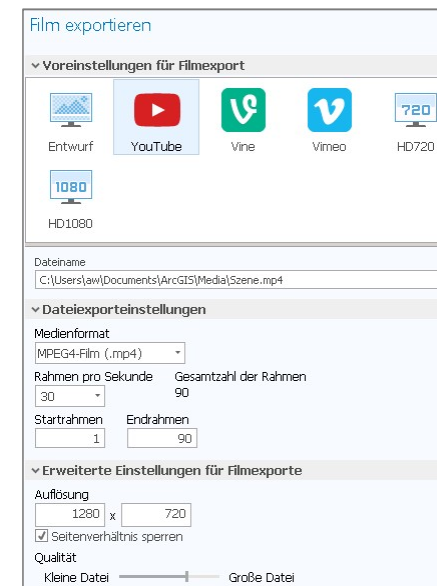 Film exportieren
Voreinstellungen für Filmexport
720
Entwurf YouTube Vine Vimeo HD720
1080
HD1080
Dateiname
C:\Users\aw\Documents\ArcGIS\Media\Szene.mp4
Dateiexporteinstellungen
Medienformat
MPEG4-Film (.mp4)
Rahmen pro Sekunde Gesamtzahl der Rahmen
30 90
Startrahmen Endrahmen
1 90
Erweiterte Einstellungen für Filmexporte
Auflösung
1280 x 720
Seitenverhältnis sperren
Qualität
Kleine Datei Große Datei